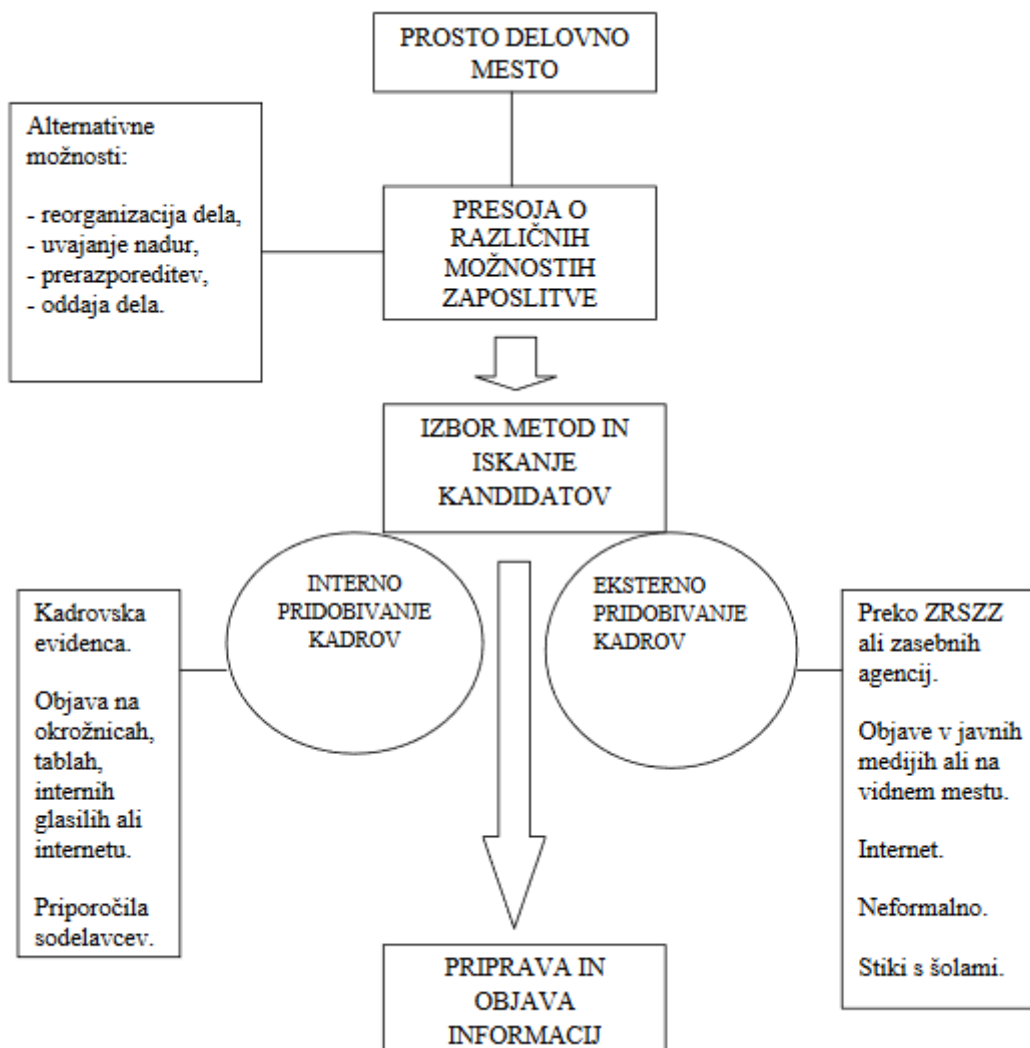 PROSTO DELOVNO
MESTO
Alternativne
možnosti:
- reorganizacija dela,
- uvajanje nadur,
- prerazporeditev,
- oddaja dela.
PRESOJA O
RAZLIČNIH
MOŽNOSTIH
ZAPOSLITVE
IZBOR METOD IN
ISKANJE
KANDIDATOV
INTERNO
PRIDOBIVANJE
KADROV
EKSTERNO
PRIDOBIVANJE
KADROV
Kadrovska
evidenca.
Objava na
okrožnicah,
tablah,
internih
glasilih ali
internetu.
Priporočila
sodelavcev.
Preko ZRSZZ
ali zasebnih
agencij.
Objave v javnih
medijih ali na
vidnem mestu.
Internet.
Neformalno.
Stiki s šolami.
PRIPRAVA IN
OBJAVA
INFORMACIJ